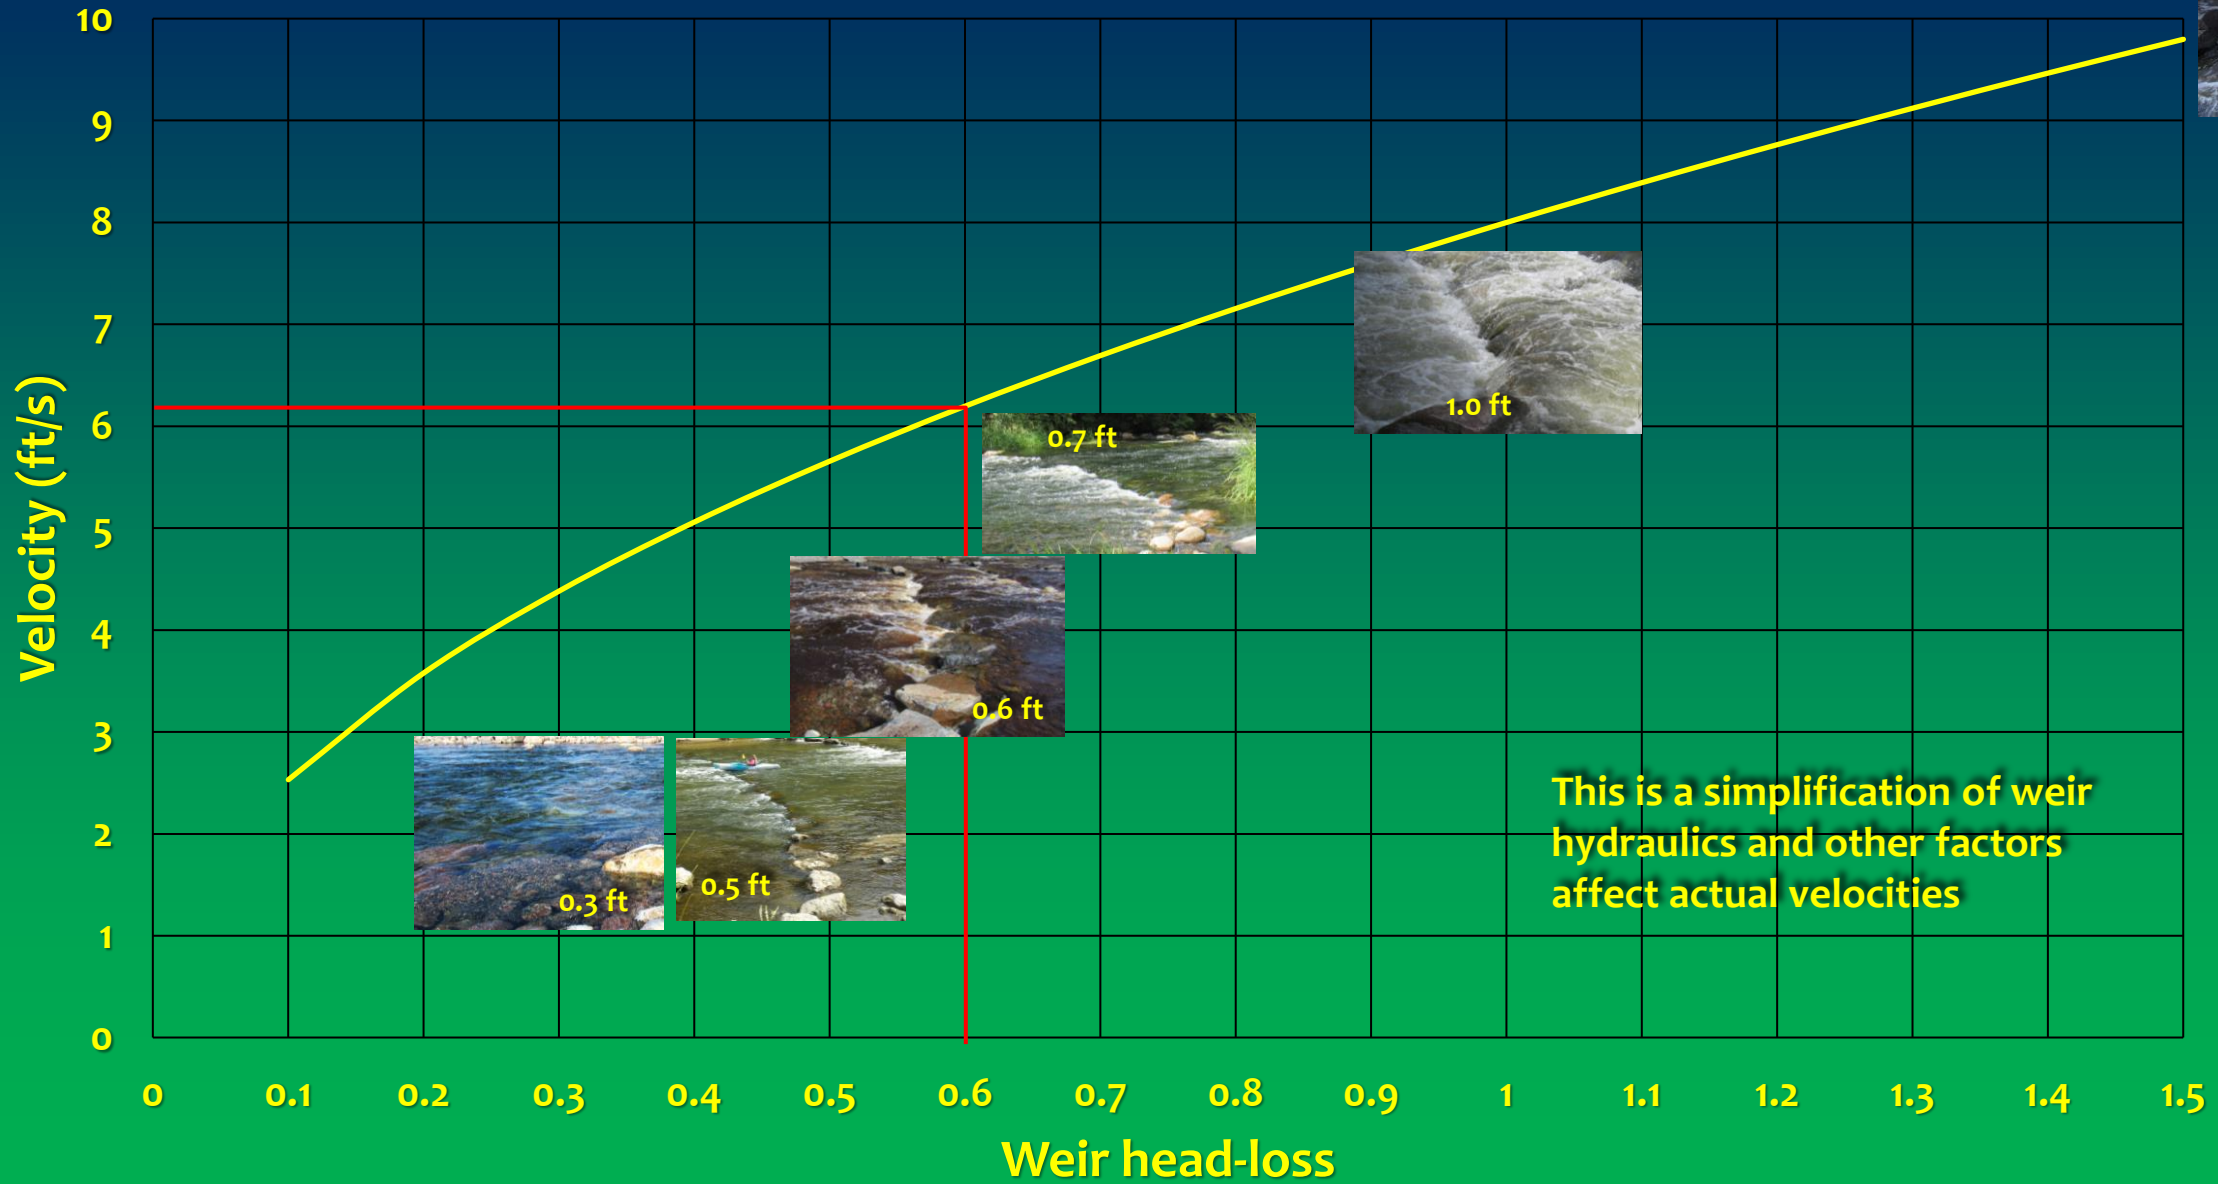 10
9
8
7
6
5
4
3
2
1
0
Velocity (ft/s)
1.0 ft
0.7 ft
0.6 ft
0.3 ft
0.5 ft
This is a simplification of weir
hydraulics and other factors
affect actual velocities
0 0.1 0.2 0.3 0.4 0.5 0.6 0.7 0.8 0.9 1 1.1 1.2 1.3 1.4 1.5
Weir head-loss